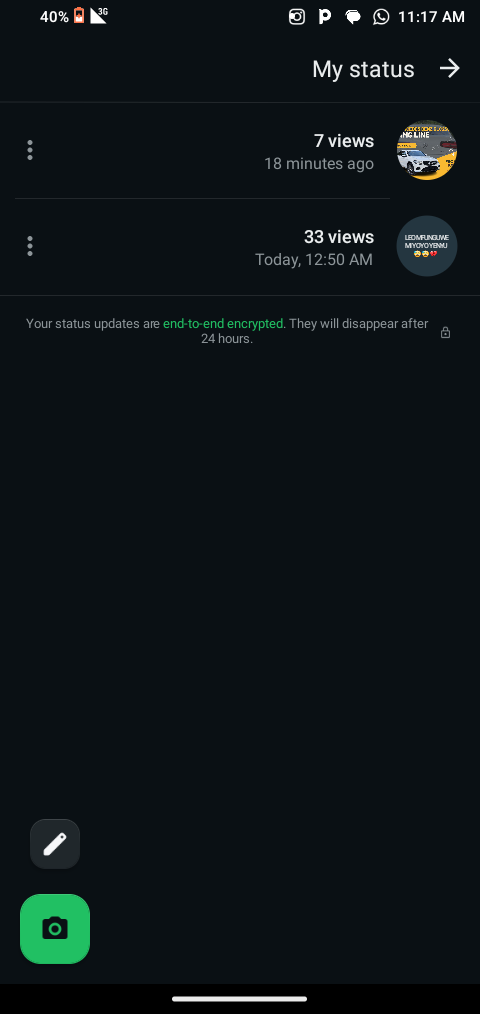 40%
3G
11:17 AM
My status
7 views
18 minutes ago
33 views
Today, 12:50 AM
LEO MFUNGUWE
MIYOYO YENYU
Your status updates are end-to-end encrypted. They will disappear after
24 hours.